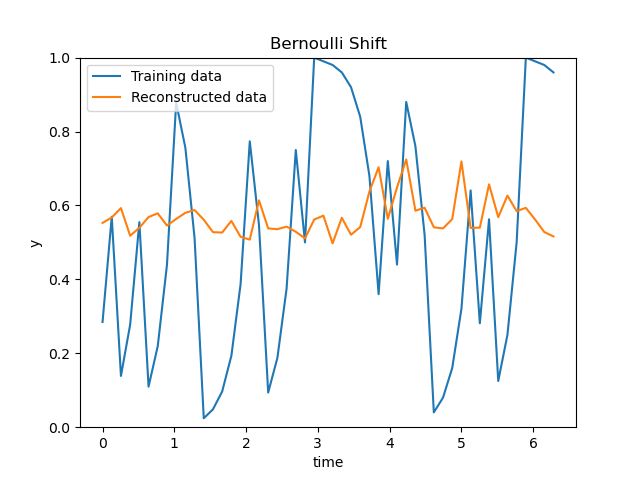 Bernoulli Shift
Training data
Reconstructed data
y
1.0
0.8
0.6
0.4
0.2
0.0
0 1 2 3 4 5 6
time